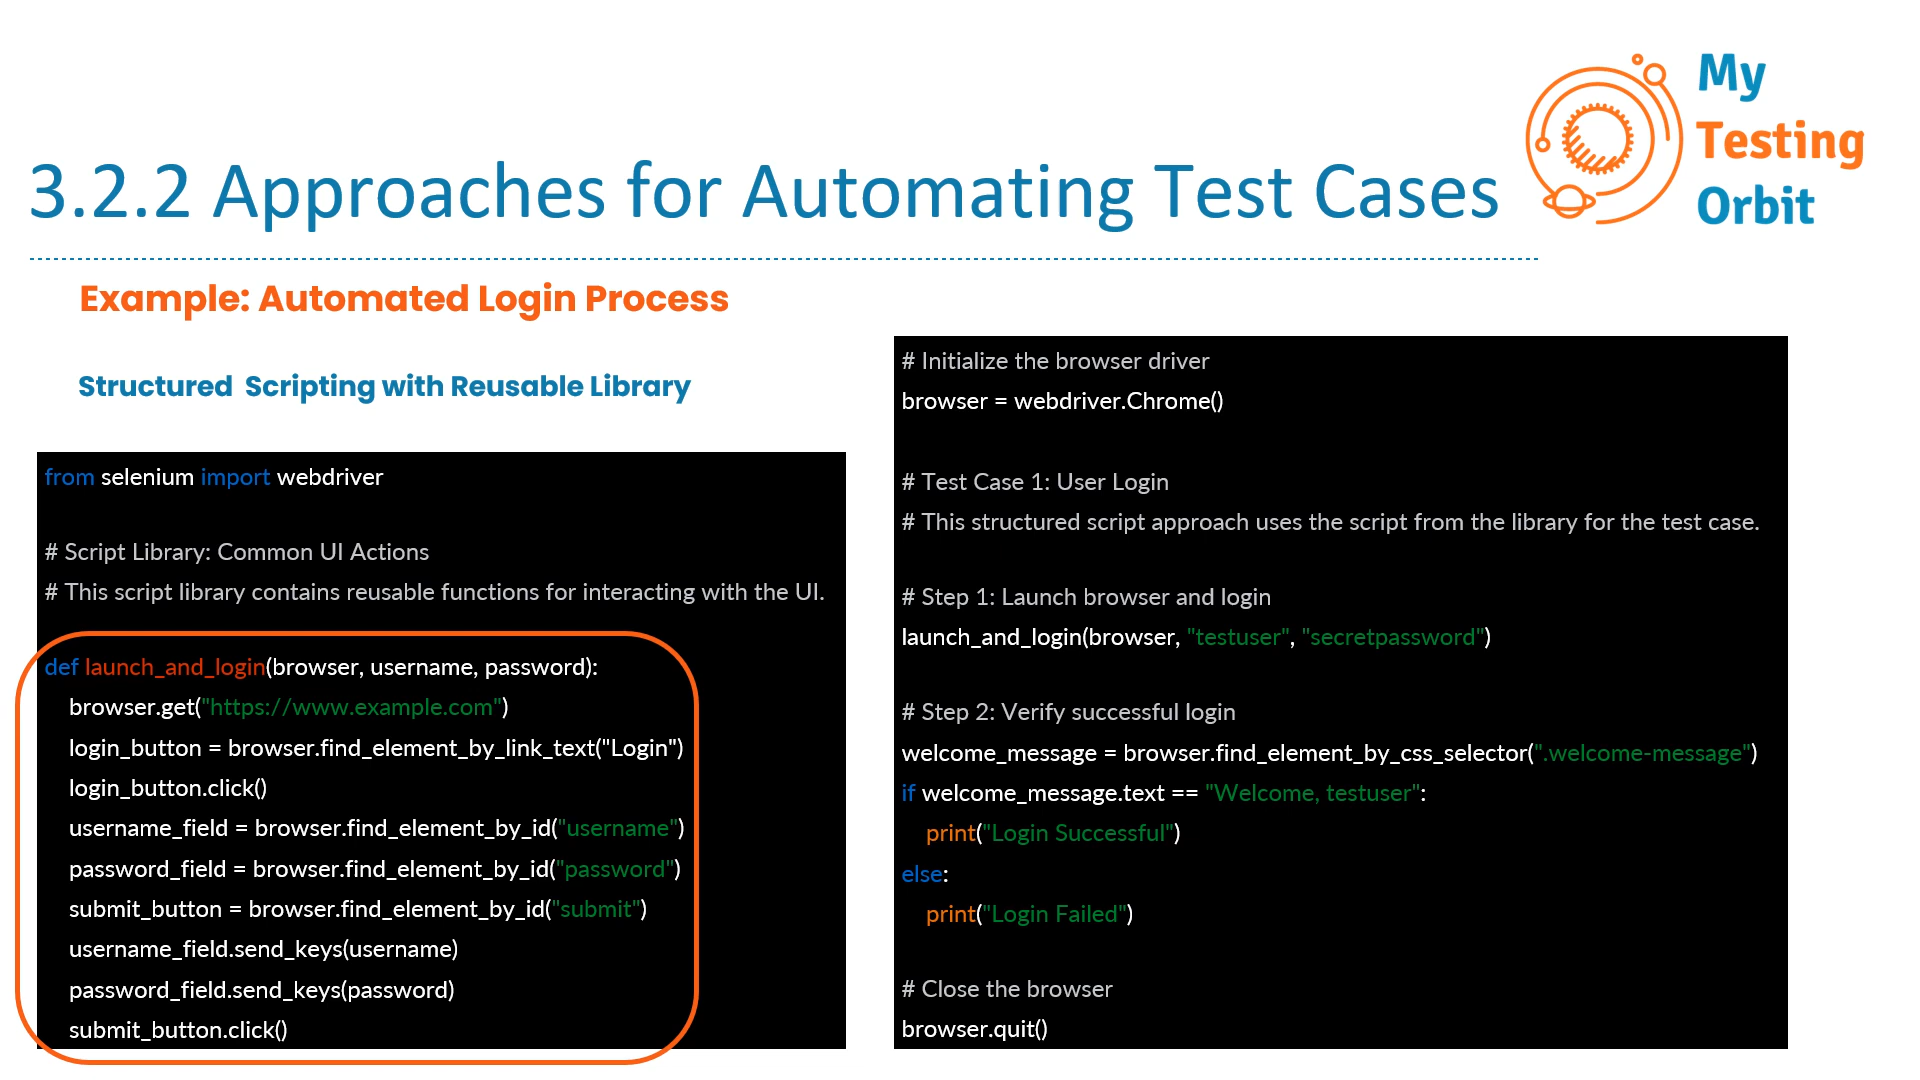 My
Testing
Orbit
3.2.2 Approaches for Automating Test Cases
Example: Automated Login Process
Structured  Scripting with Reusable Library
from selenium import webdriver
# Script Library: Common UI Actions
# This script library contains reusable functions for interacting with the UI.
def launch_and_login(browser, username, password):
    browser.get("https://www.example.com")
    login_button = browser.find_element_by_link_text("Login")
    login_button.click()
    username_field = browser.find_element_by_id("username")
    password_field = browser.find_element_by_id("password")
    submit_button = browser.find_element_by_id("submit")
    username_field.send_keys(username)
    password_field.send_keys(password)
    submit_button.click()
# Initialize the browser driver
browser = webdriver.Chrome()
# Test Case 1: User Login
# This structured script approach uses the script from the library for the test case.
# Step 1: Launch browser and login
launch_and_login(browser, "testuser", "secretpassword")
# Step 2: Verify successful login
welcome_message = browser.find_element_by_css_selector(".welcome-message")
if welcome_message.text == "Welcome, testuser":
    print("Login Successful")
else:
    print("Login Failed")
# Close the browser
browser.quit()